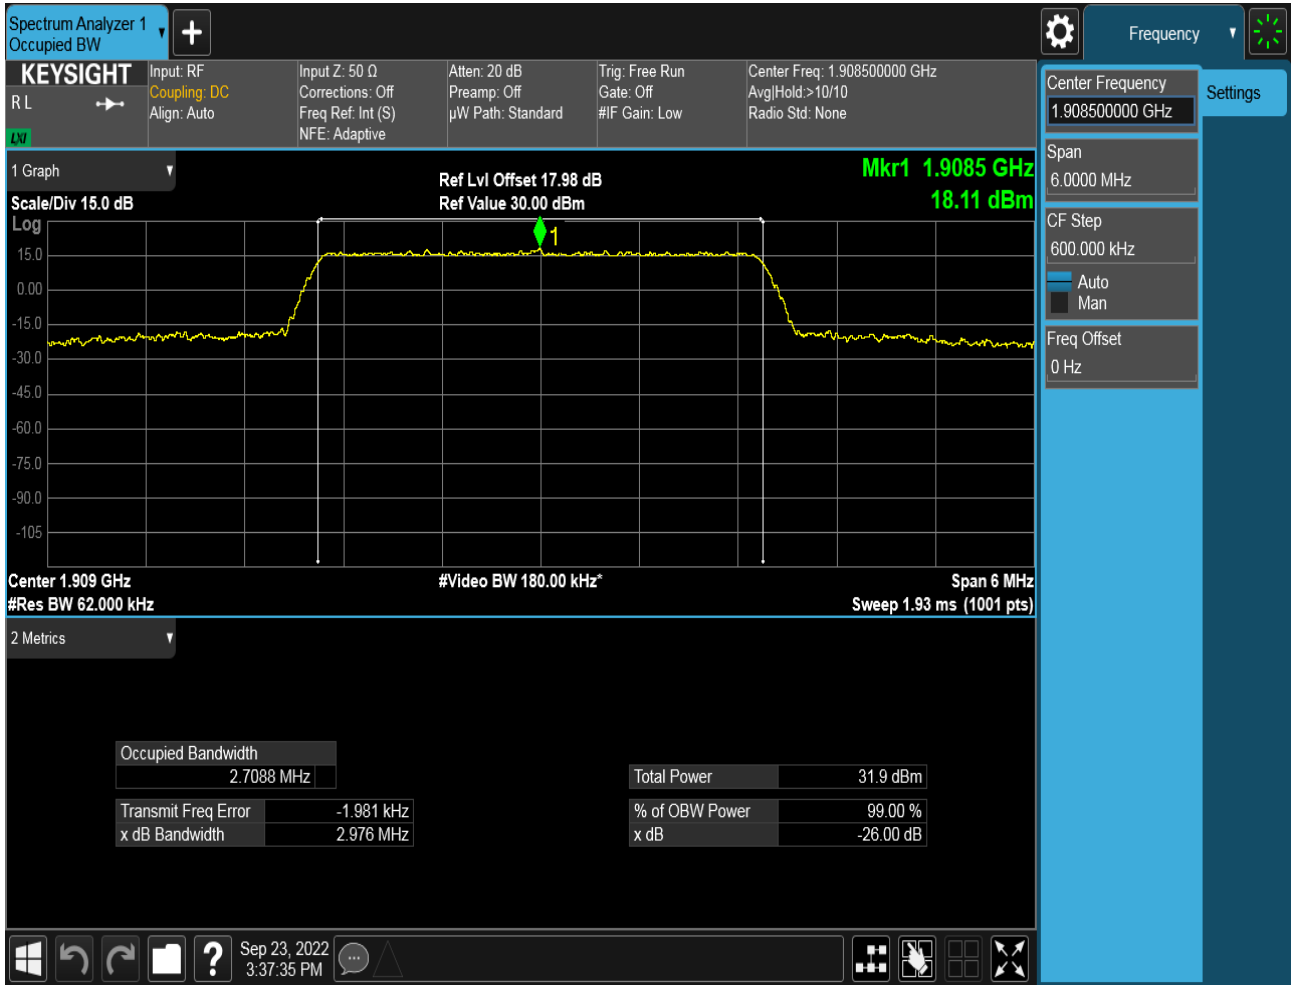 Spectrum Analyzer 1
Occupied BW
Frequency
KEYSIGHT
R L
LXI
Input: RF
Coupling: DC
Align: Auto
Input Z: 50 Ω
Corrections: Off
Freq Ref: Int (S)
NFE: Adaptive
Atten: 20 dB
Preamp: Off
µW Path: Standard
Trig: Free Run
Gate: Off
#IF Gain: Low
Center Freq: 1.908500000 GHz
Avg|Hold:>10/10
Radio Std: None
Center Frequency
1.908500000 GHz
Settings
Span
6.0000 MHz
CF Step
600.000 kHz
Auto
Man
Freq Offset
0 Hz
1 Graph
Scale/Div 15.0 dB
Ref Lvl Offset 17.98 dB
Ref Value 30.00 dBm
Mkr1 1.9085 GHz
18.11 dBm
Log
1
15.0
0.00
-15.0
-30.0
-45.0
-60.0
-75.0
-90.0
-105
Center 1.909 GHz
#Video BW 180.00 kHz*
Span 6 MHz
#Res BW 62.000 kHz
Sweep 1.93 ms (1001 pts)
2 Metrics
Occupied Bandwidth
2.7088 MHz
Total Power 31.9 dBm
Transmit Freq Error -1.981 kHz
% of OBW Power 99.00 %
x dB Bandwidth 2.976 MHz
x dB -26.00 dB
?
Sep 23, 2022
3:37:35 PM